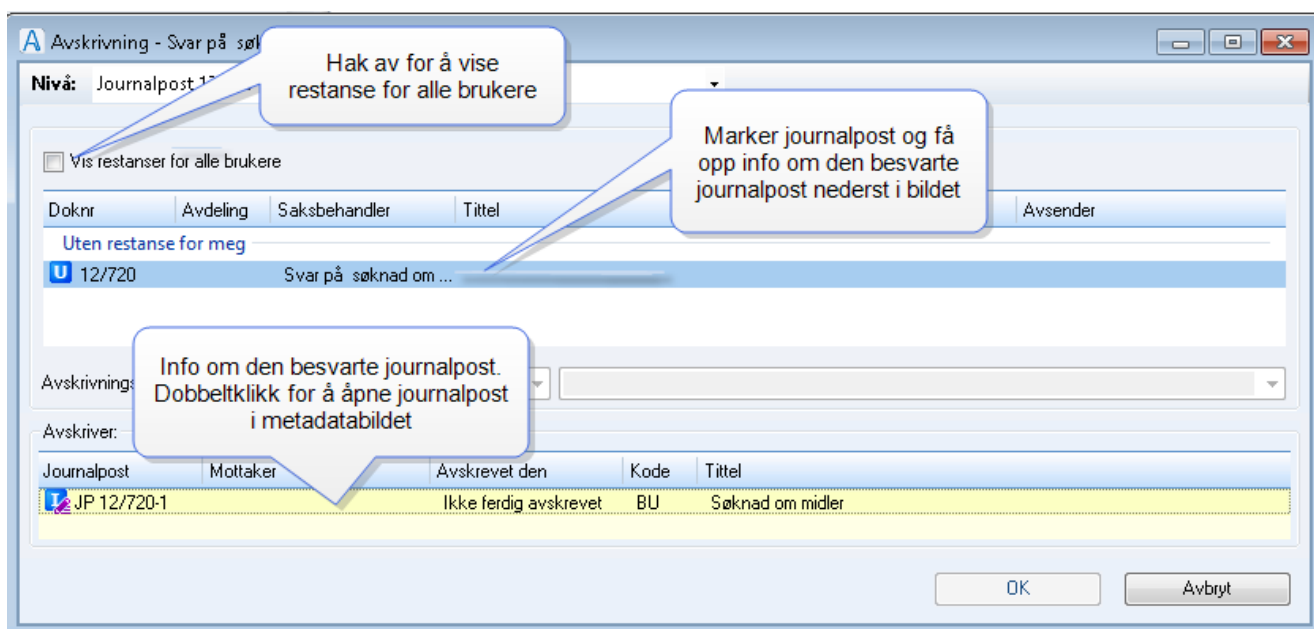 Avskrivning - Svar på søk
Hak av for å vise
restanse for alle brukere
Nivå: Journalpost
Marker journalpost og få
opp info om den besvarte
journalpost nederst i bildet
Vis restanser for alle brukere
Doknr Avdeling Saksbehandler Tittel Avsender
Uten restanse for meg
U 12/720 Svar på søknad om ...
Info om den besvarte journalpost.
Dobbeltklikk for å åpne journalpost
i metadatabildet
Avskrivnings
Avskriver:
Journalpost Mottaker Avskrevet den Kode Tittel
I JP 12/720-1 Ikke ferdig avskrevet BU Søknad om midler
OK Avbryt